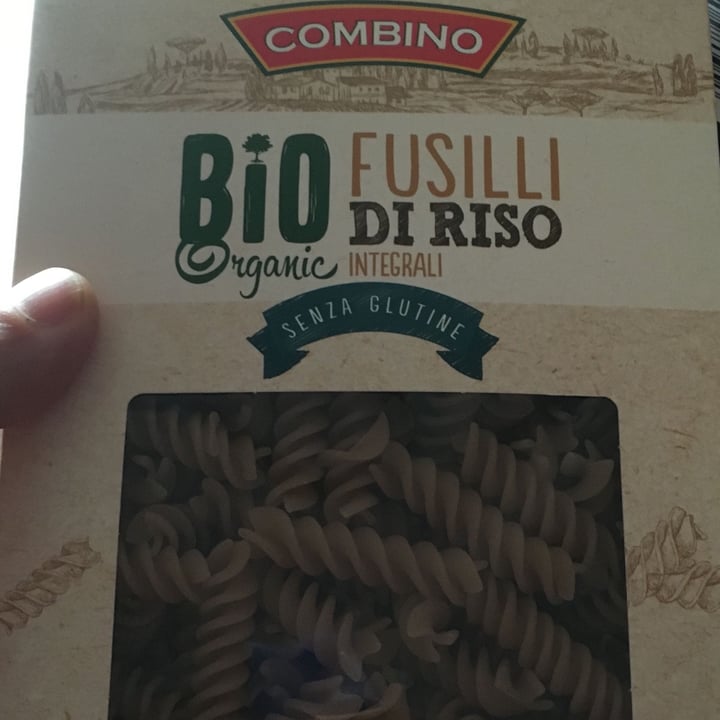 COMBINO
BiO
Organic
FUSILLI
DI RISO
INTEGRALI
SENZA GLUTINE